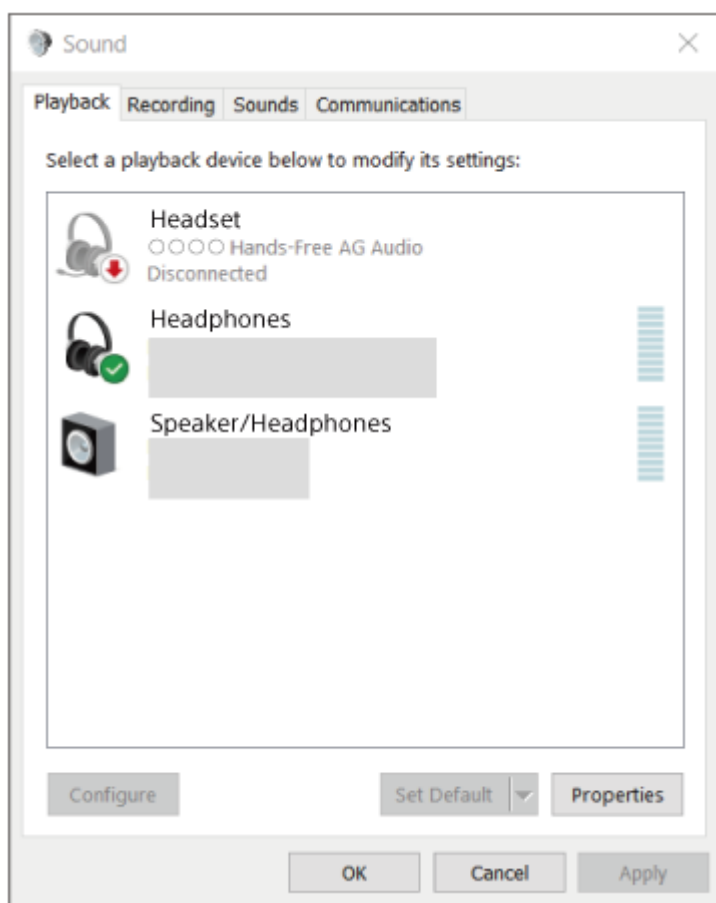 Sound
Playback Recording Sounds Communications
Select a playback device below to modify its settings:
Headset
○○○○ Hands-Free AG Audio
Disconnected
Headphones
Speaker/Headphones
Configure Set Default Properties
OK Cancel Apply